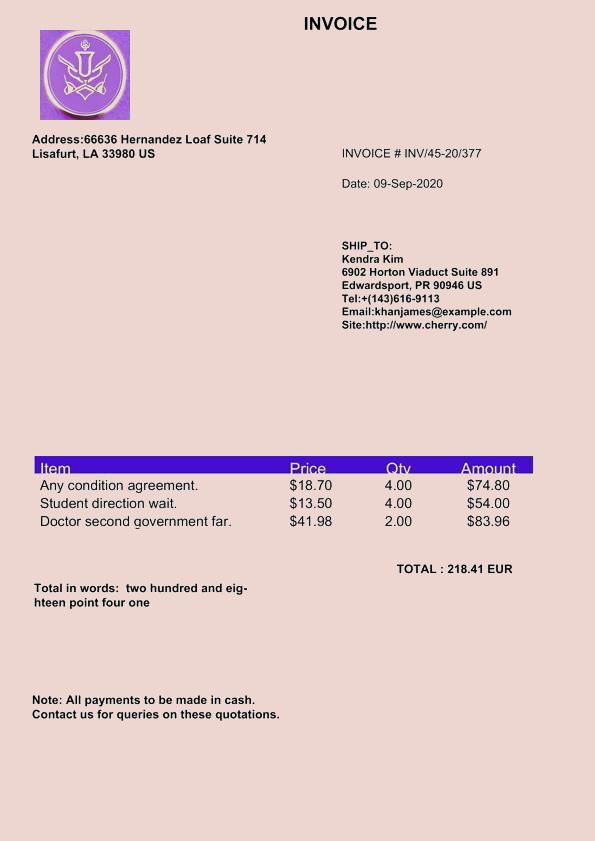 INVOICE
Address:66636 Hernandez Loaf Suite 714
Lisafurt, LA 33980 US
INVOICE # INV/45-20/377
Date: 09-Sep-2020
SHIP_TO:
Kendra Kim
6902 Horton Viaduct Suite 891
Edwardsport, PR 90946 US
Tel:+(143)616-9113
Email:khanjames@example.com
Site:http://www.cherry.com/
Item Price Qty Amount
Any condition agreement. $18.70 4.00 $74.80
Student direction wait. $13.50 4.00 $54.00
Doctor second government far. $41.98 2.00 $83.96
TOTAL : 218.41 EUR
Total in words: two hundred and eig-
hteen point four one
Note: All payments to be made in cash.
Contact us for queries on these quotations.